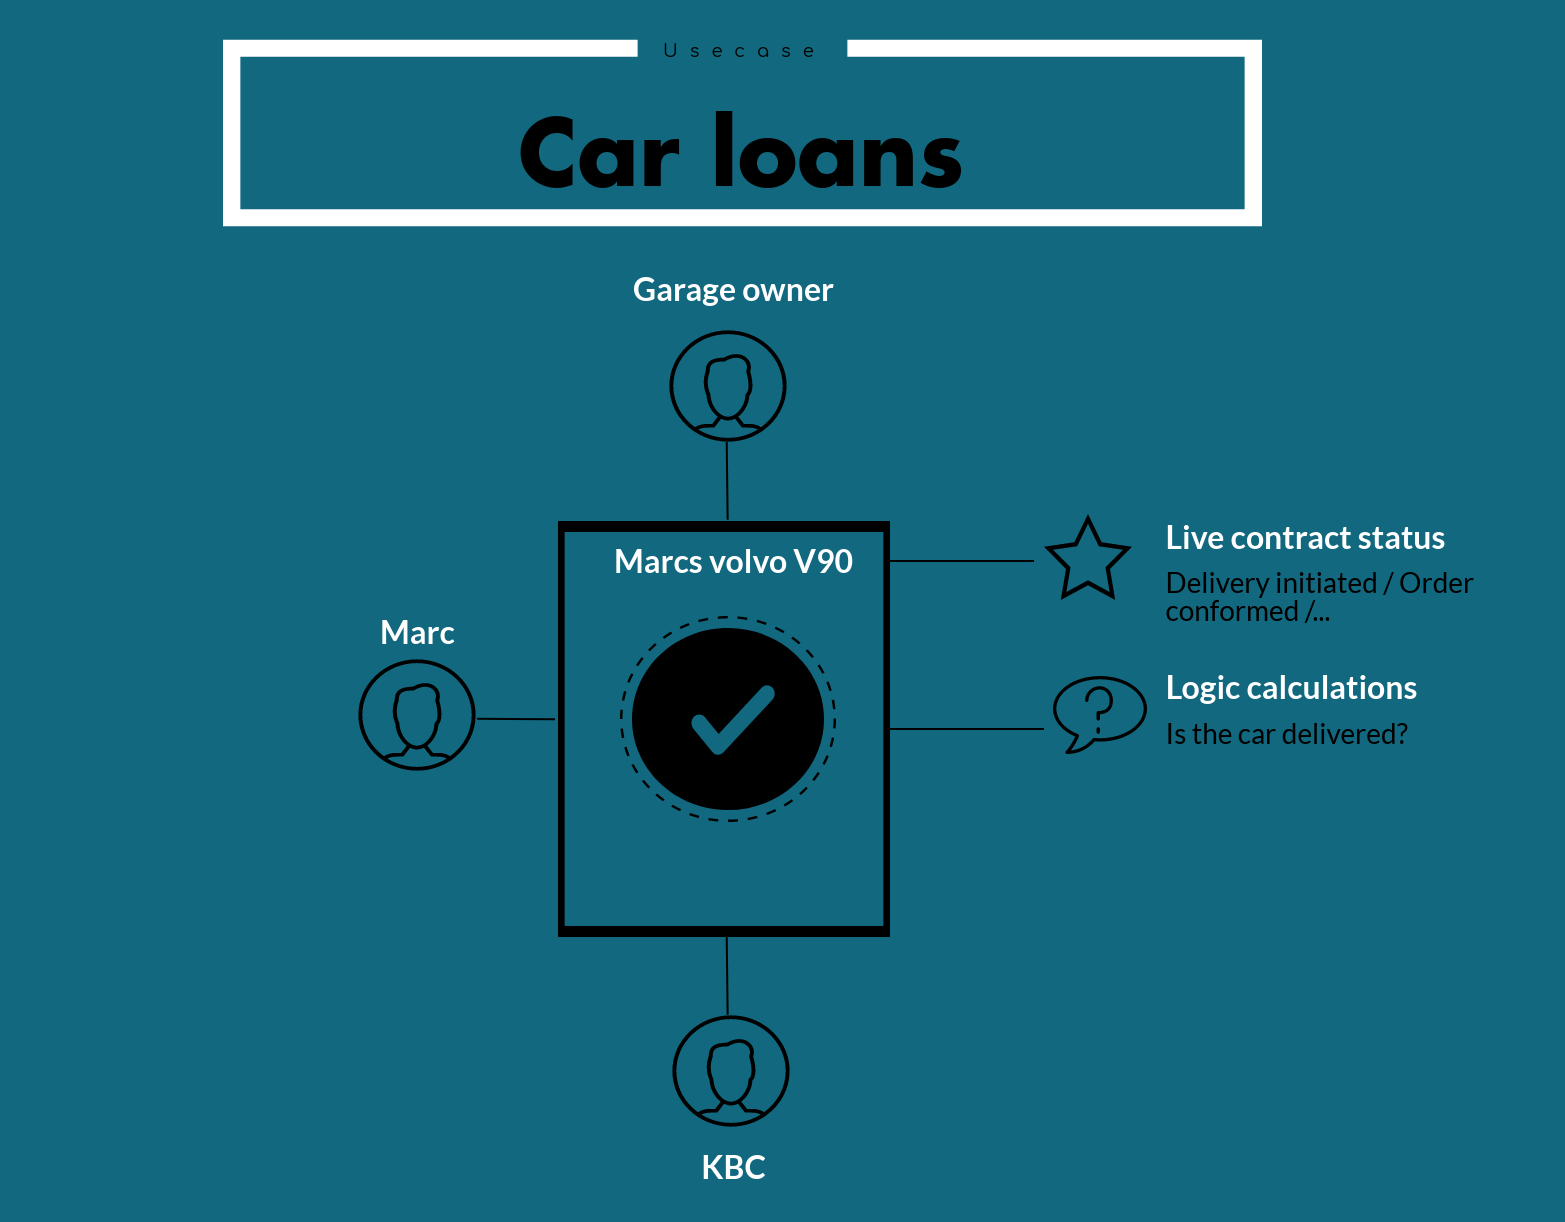 Usecase
Car loans
Garage owner
Marcs volvo V90
Live contract status
Delivery initiated / Order
conformed /...
Marc
Logic calculations
Is the car delivered?
KBC